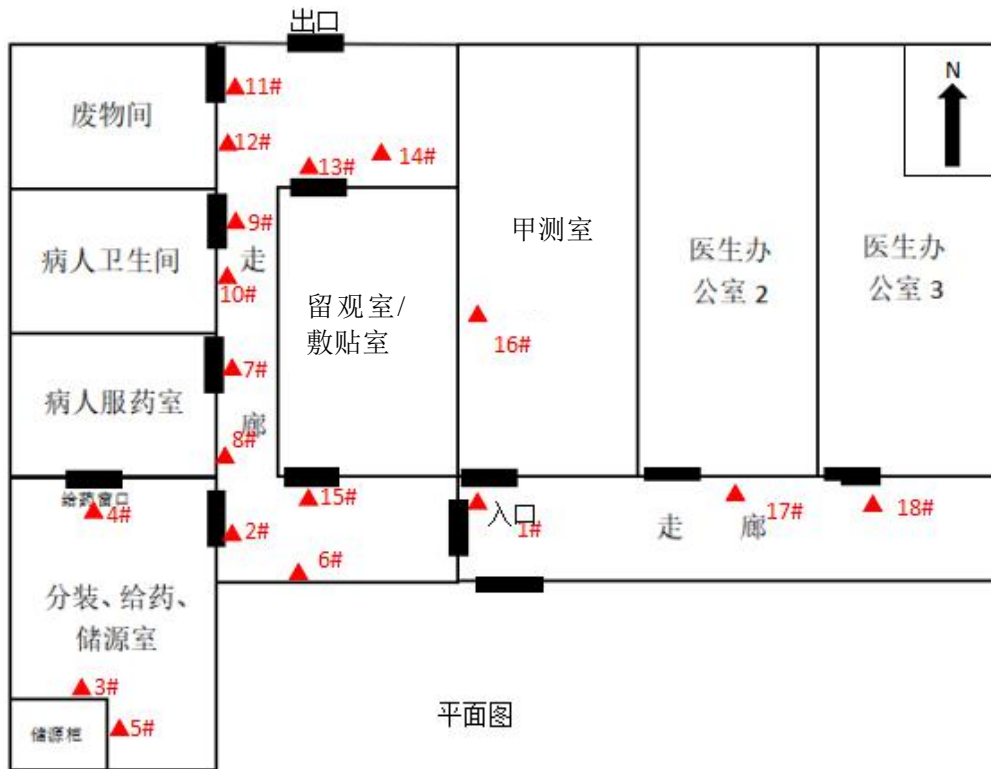 出口
废物间
11#
12#
13#
14#
N
病人卫生间
9#
走
10#
甲测室
医生办
公室 2
医生办
公室 3
留观室/
敷贴室
16#
病人服药室
7#
廊
8#
给药窗口
4#
15#
入口
1#
走 廊
17#
18#
2#
6#
分装、给药、
储源室
3#
储源柜
5#
平面图